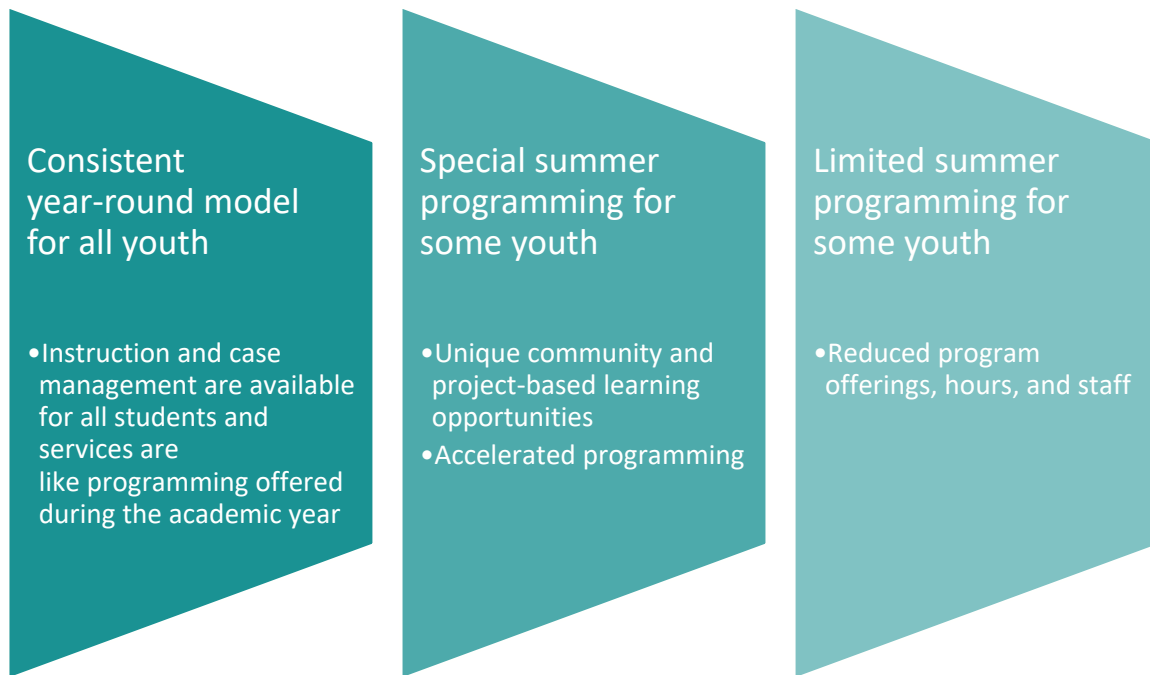 Consistent
year-round model
for all youth
•Instruction and case
management are available
for all students and
services are
like programming offered
during the academic year
Special summer
programming for
some youth
•Unique community and
project-based learning
opportunities
•Accelerated programming
Limited summer
programming for
some youth
•Reduced program
offerings, hours, and staff